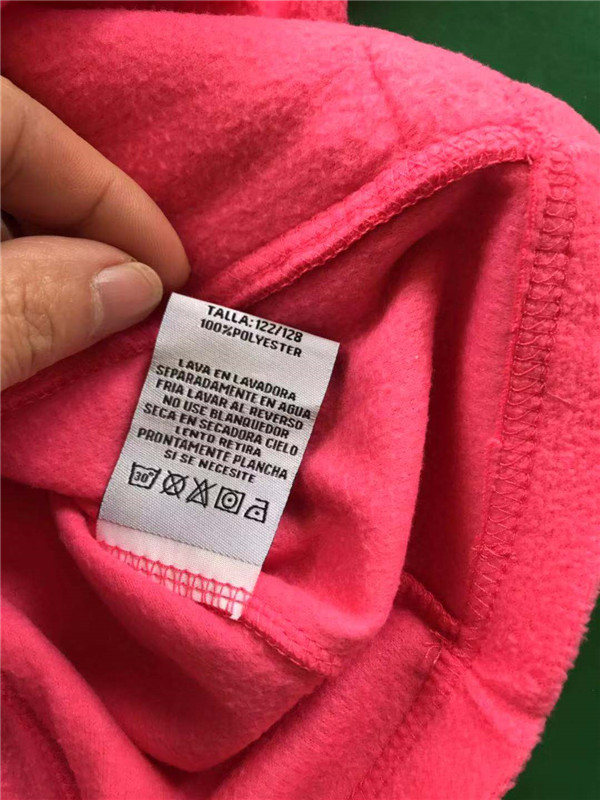 TALLA:122/128
100%POLYESTER
LAVA EN LAVADORA
SEPARADAMENTE EN AGUA
FRIA LAVAR AL REVERSO
NO USE BLANQUEDOR
SECA EN SECADORA CIELO
LENTO RETIRA
PRONTAMENTE PLANCHA
SI SE NECESITE
30°